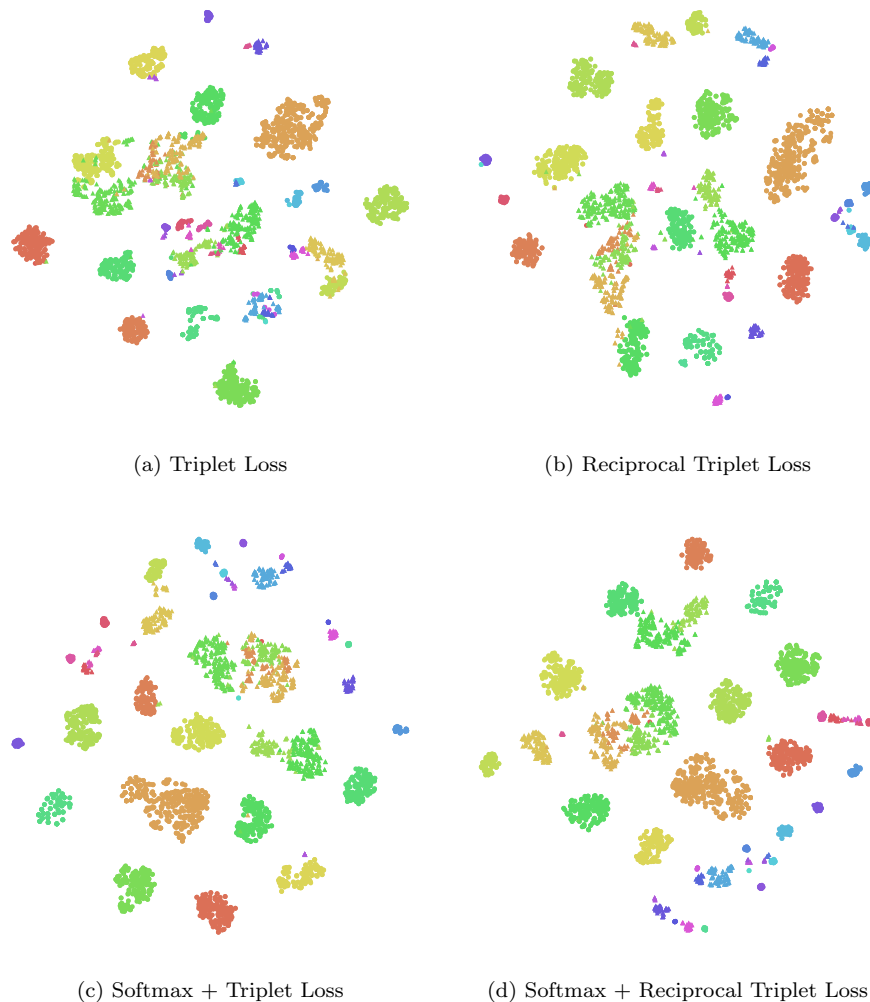 (a) Triplet Loss
(b) Reciprocal Triplet Loss
(c) Softmax + Triplet Loss
(d) Softmax + Reciprocal Triplet Loss